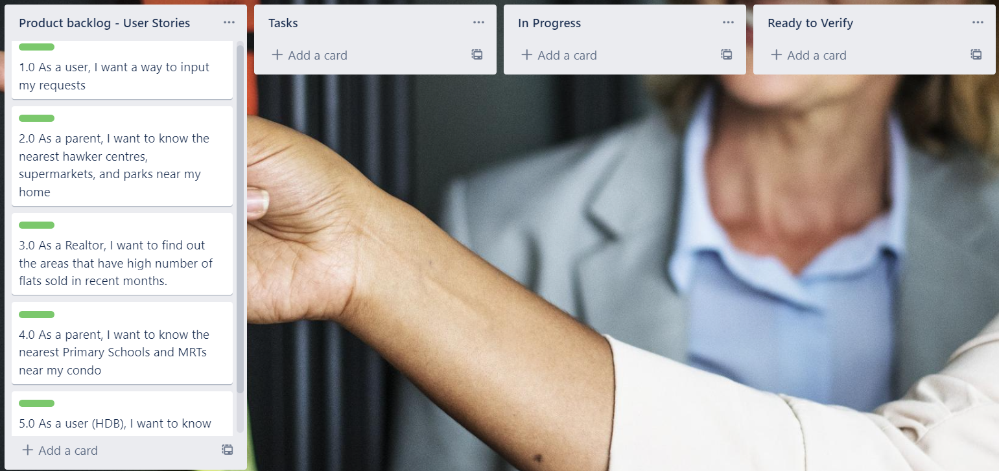 Product backlog - User Stories
1.0 As a user, I want a way to input
my requests
2.0 As a parent, I want to know the
nearest hawker centres,
supermarkets, and parks near my
home
3.0 As a Realtor, I want to find out
the areas that have high number of
flats sold in recent months.
4.0 As a parent, I want to know the
nearest Primary Schools and MRTs
near my condo
5.0 As a user (HDB), I want to know
Add a card
Tasks
Add a card
In Progress
Add a card
Ready to Verify
Add a card